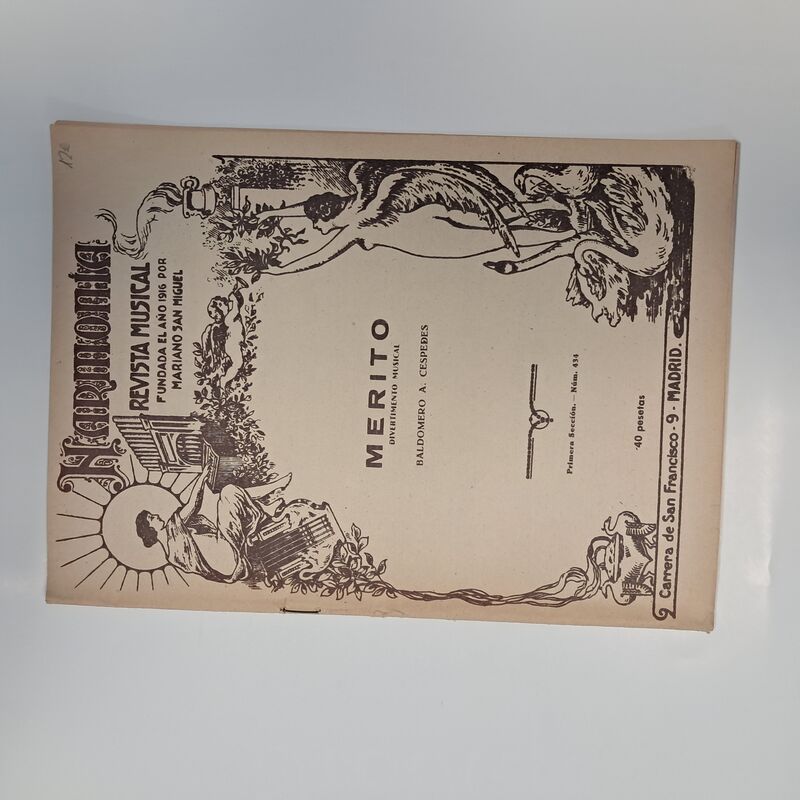 Harmonía
REVISTA MUSICAL
FUNDADA EL AÑO 1916 POR
MARIANO SAN MIGUEL
MERITO
DIVERTIMENTO MUSICAL
BALDOMERO A. CESPEDES
Primera Sección. — Núm. 434
40 pesetas
Carrera de San Francisco - 9 - MADRID.